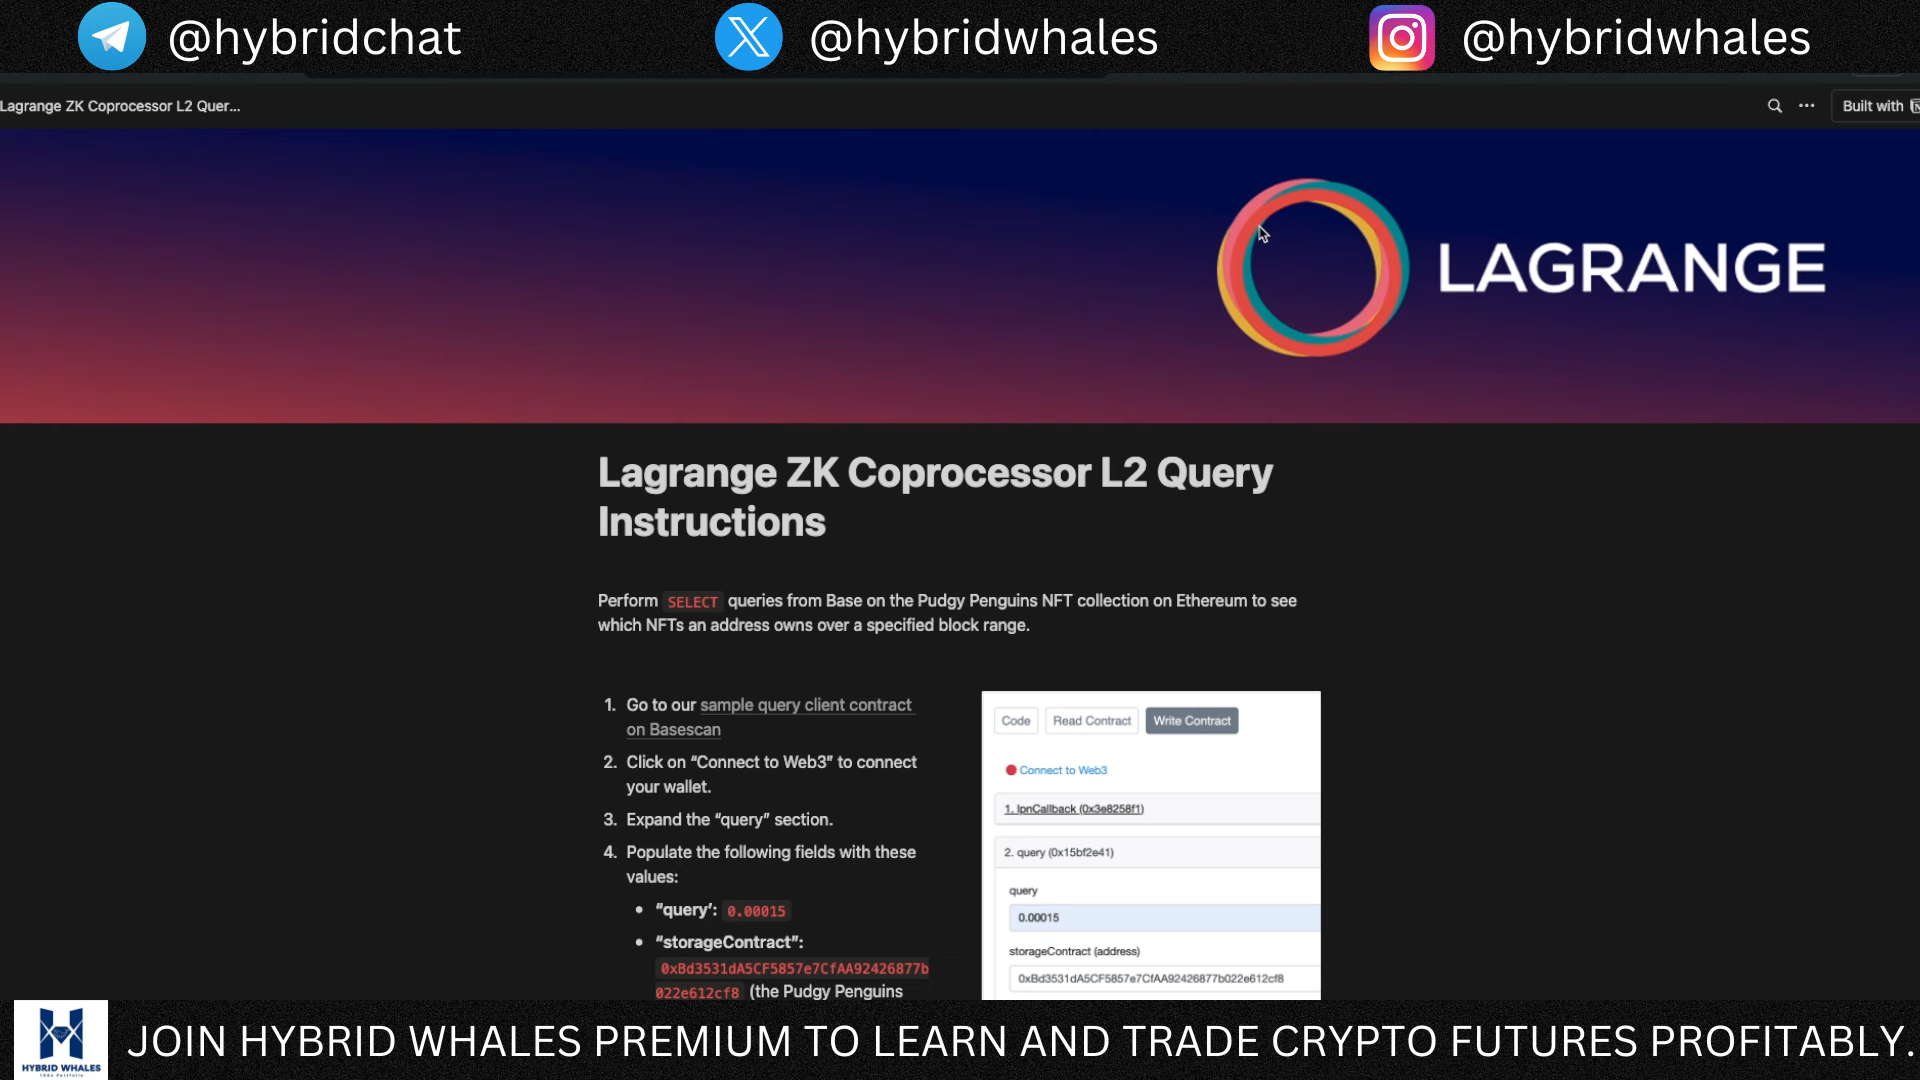 @hybridchat
@hybridwhales
@hybridwhales
Lagrange ZK Coprocessor L2 Quer...
Built with
LAGRANGE
Lagrange ZK Coprocessor L2 Query
Instructions
Perform SELECT queries from Base on the Pudgy Penguins NFT collection on Ethereum to see
which NFTs an address owns over a specified block range.
1. Go to our sample query client contract
on Basescan
2. Click on “Connect to Web3” to connect
your wallet.
3. Expand the “query” section.
4. Populate the following fields with these
values:
• “query’: 0.00015
• “storageContract”:
0xBd3531dA5CF5857e7CfAA92426877b
022e612cf8 (the Pudgy Penguins
Code Read Contract Write Contract
Connect to Web3
1. lpnCallback (0x3e8258f1)
2. query (0x15bf2e41)
query
0.00015
storageContract (address)
0xBd3531dA5CF5857e7CfAA92426877b022e612cf8
HYBRID WHALES
JOIN HYBRID WHALES PREMIUM TO LEARN AND TRADE CRYPTO FUTURES PROFITABLY.